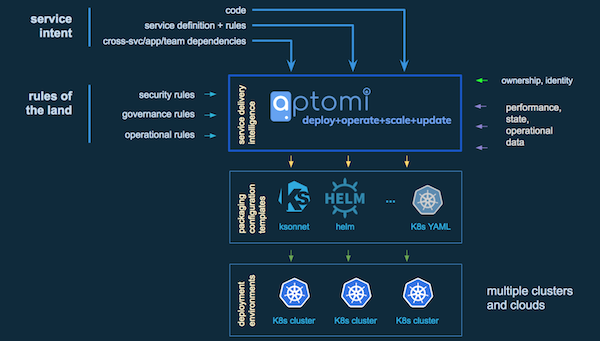 service
intent
code
service definition + rules
cross-svc/app/team dependencies
rules of
the land
security rules
governance rules
operational rules
service delivery
intelligence
aptomi
deploy+operate+scale+update
ownership, identity
performance,
state,
operational
data
packaging
configuration
templates
KS
ksonnet
HELM
helm
...
K8s YAML
deployment
environments
K8s cluster
K8s cluster
K8s cluster
multiple clusters
and clouds